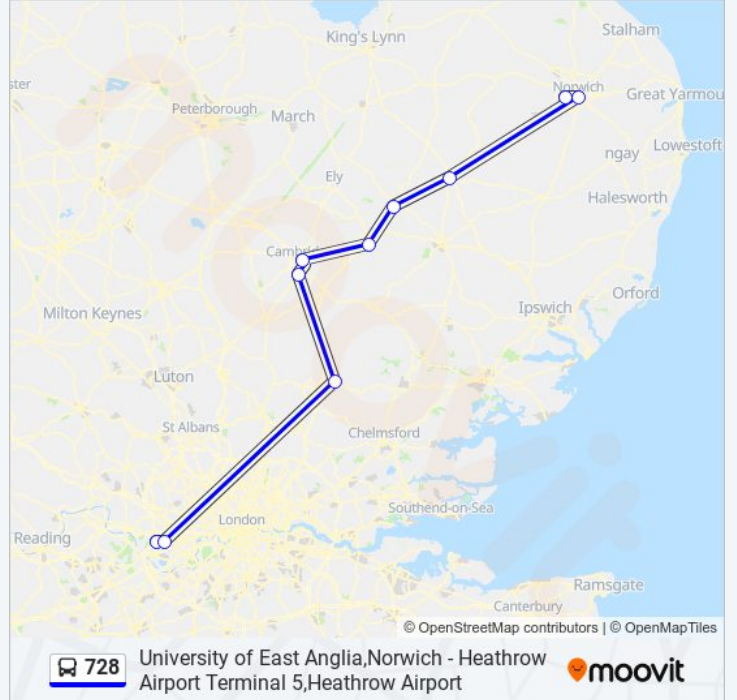 King's Lynn
Stalham
ster
Norwich
Peterborough
Great Yarmou
March
Lowestoft
ngay
Ely
Halesworth
Cambri
Orford
Ipswich
Milton Keynes
Luton
St Albans
Chelmsford
Southend-on-Sea
London
Reading
Ramsgate
Canterbury
© OpenStreetMap contributors | © OpenMapTiles
728
University of East Anglia,Norwich - Heathrow
Airport Terminal 5,Heathrow Airport
moovit